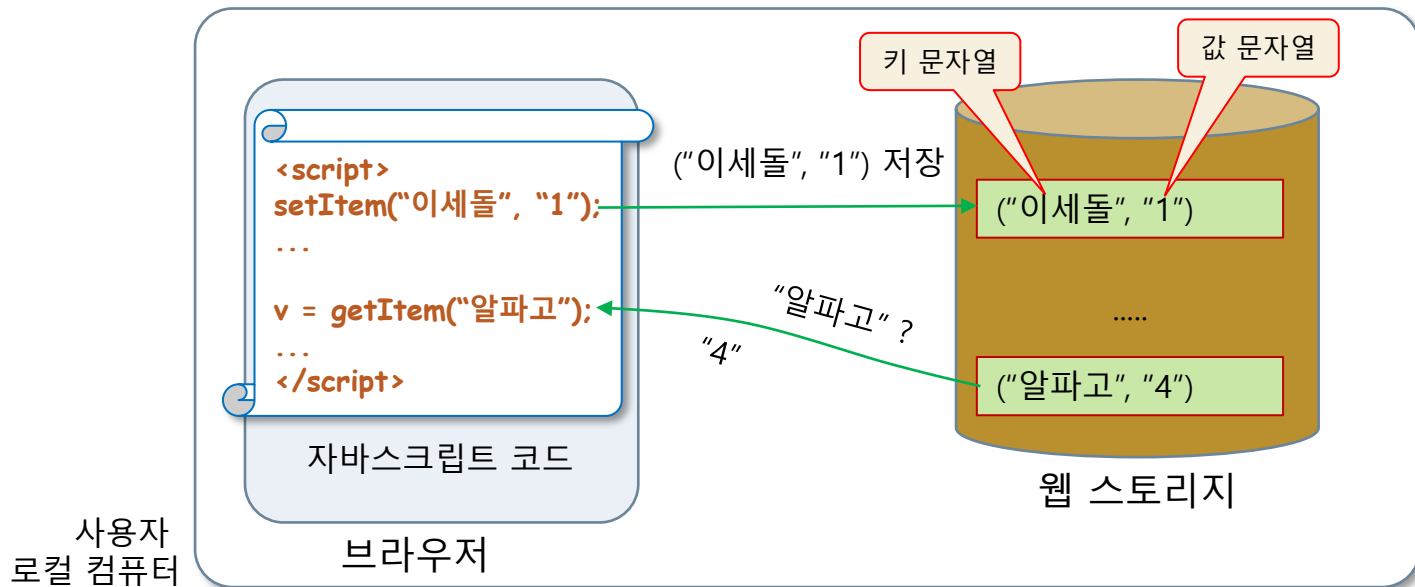 키 문자열
값 문자열
<script>
setItem(“이세돌”, “1”);
...
v = getItem(“알파고”);
...
</script>
자바스크립트 코드
브라우저
(“이세돌”, “1”) 저장
“알파고” ?
“4”
(“이세돌”, “1”)
.....
(“알파고”, “4”)
웹 스토리지
사용자
로컬 컴퓨터